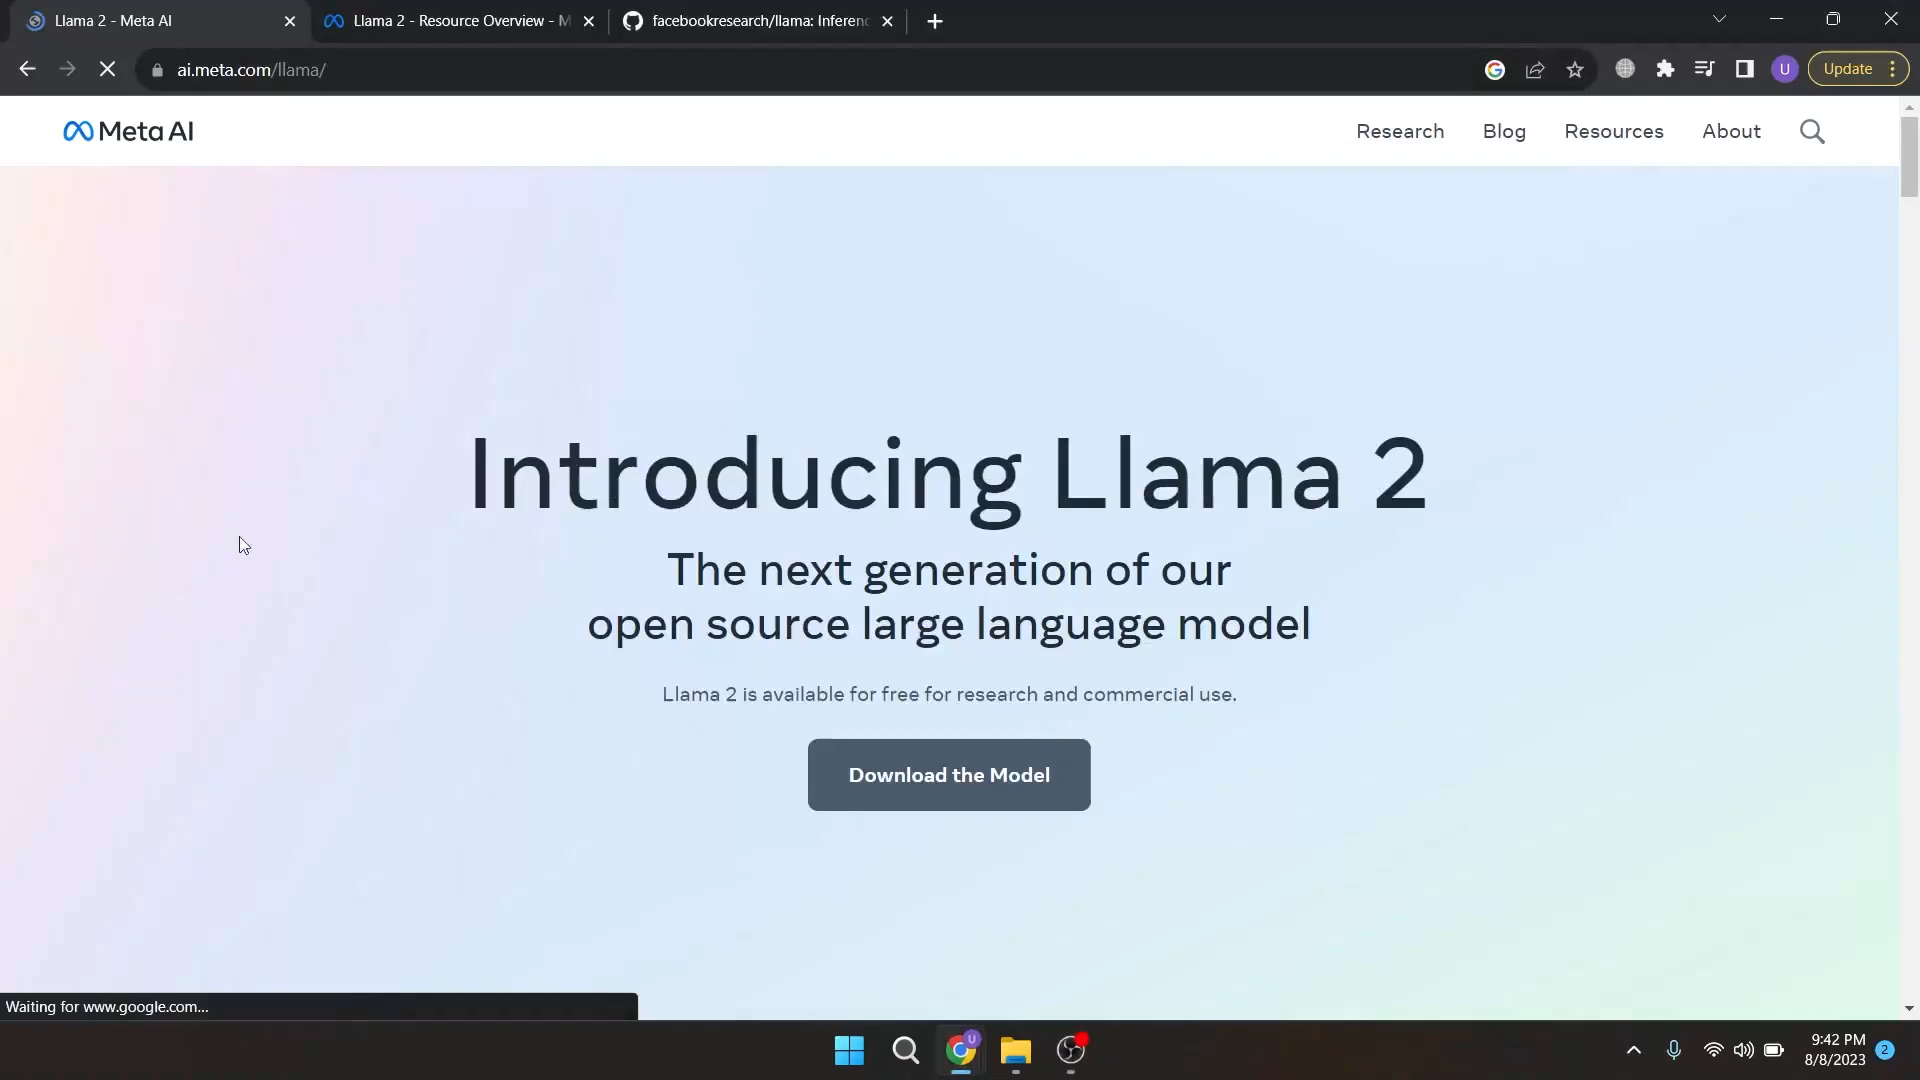 Llama 2 - Meta AI
Llama 2 - Resource Overview - M
facebookresearch/llama: Inferenc
ai.meta.com/llama/
U
Update
Meta AI
Research
Blog
Resources
About
Introducing Llama 2
The next generation of our
open source large language model
Llama 2 is available for free for research and commercial use.
Download the Model
Waiting for www.google.com...
U
9:42 PM
8/8/2023
2